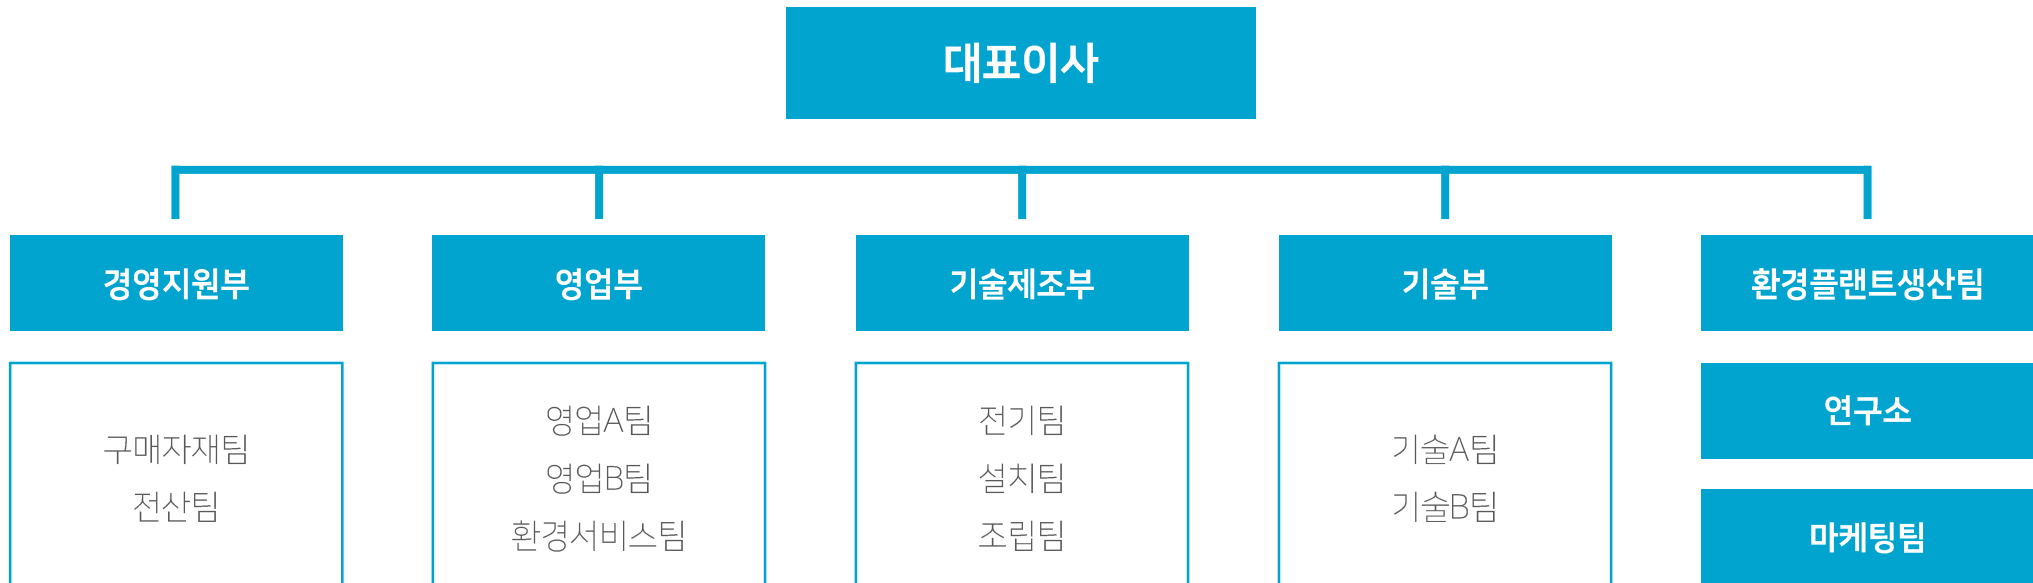 대표이사
경영지원부
영업부
기술제조부
기술부
환경플랜트생산팀
구매자재팀
전산팀
영업A팀
영업B팀
환경서비스팀
전기팀
설치팀
조립팀
기술A팀
기술B팀
연구소
마케팅팀